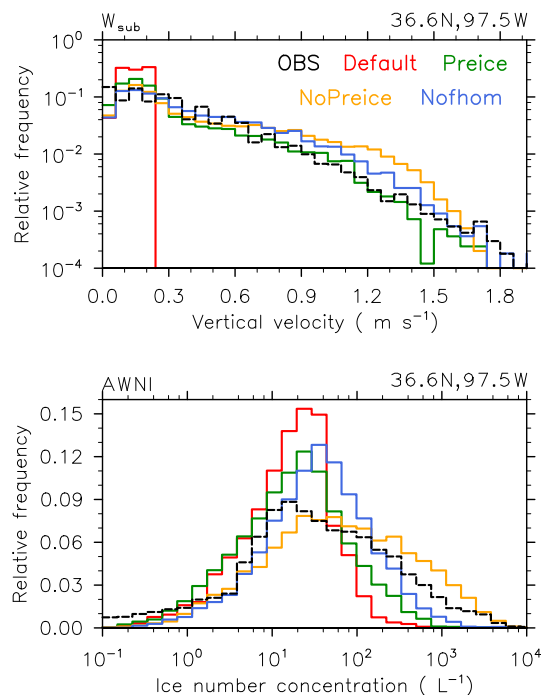 W_sub 36.6N,97.5W
OBS Default Preice
NoPreice Nofhom
Relative frequency
10^0
10^-1
10^-2
10^-3
10^-4
0.0 0.3 0.6 0.9 1.2 1.5 1.8
Vertical velocity ( m s^-1)
AWNI 36.6N,97.5W
Relative frequency
0.15
0.12
0.09
0.06
0.03
0.00
10^-1 10^0 10^1 10^2 10^3 10^4
Ice number concentration ( L^-1)